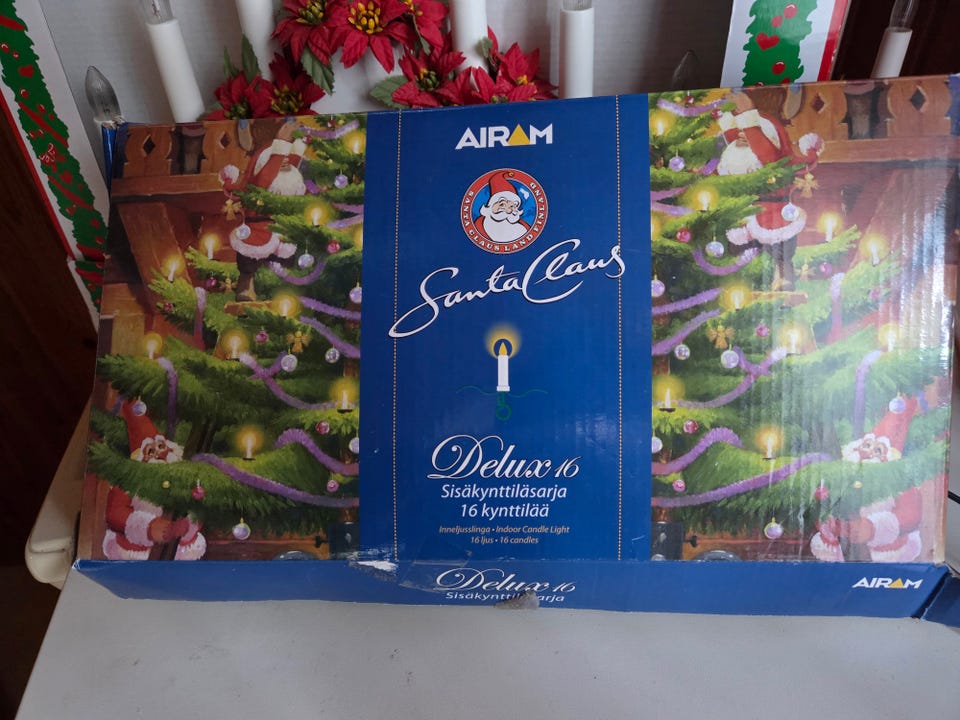 AIRAM
SANTA CLAUS LAND FINLAND
Santa Claus
Delux 16
Sisäkynttiläsarja
16 kynttilää
Inneljusslinga • Indoor Candle Light
16 ljus • 16 candles
Delux 16
Sisäkynttiläsarja
AIRAM